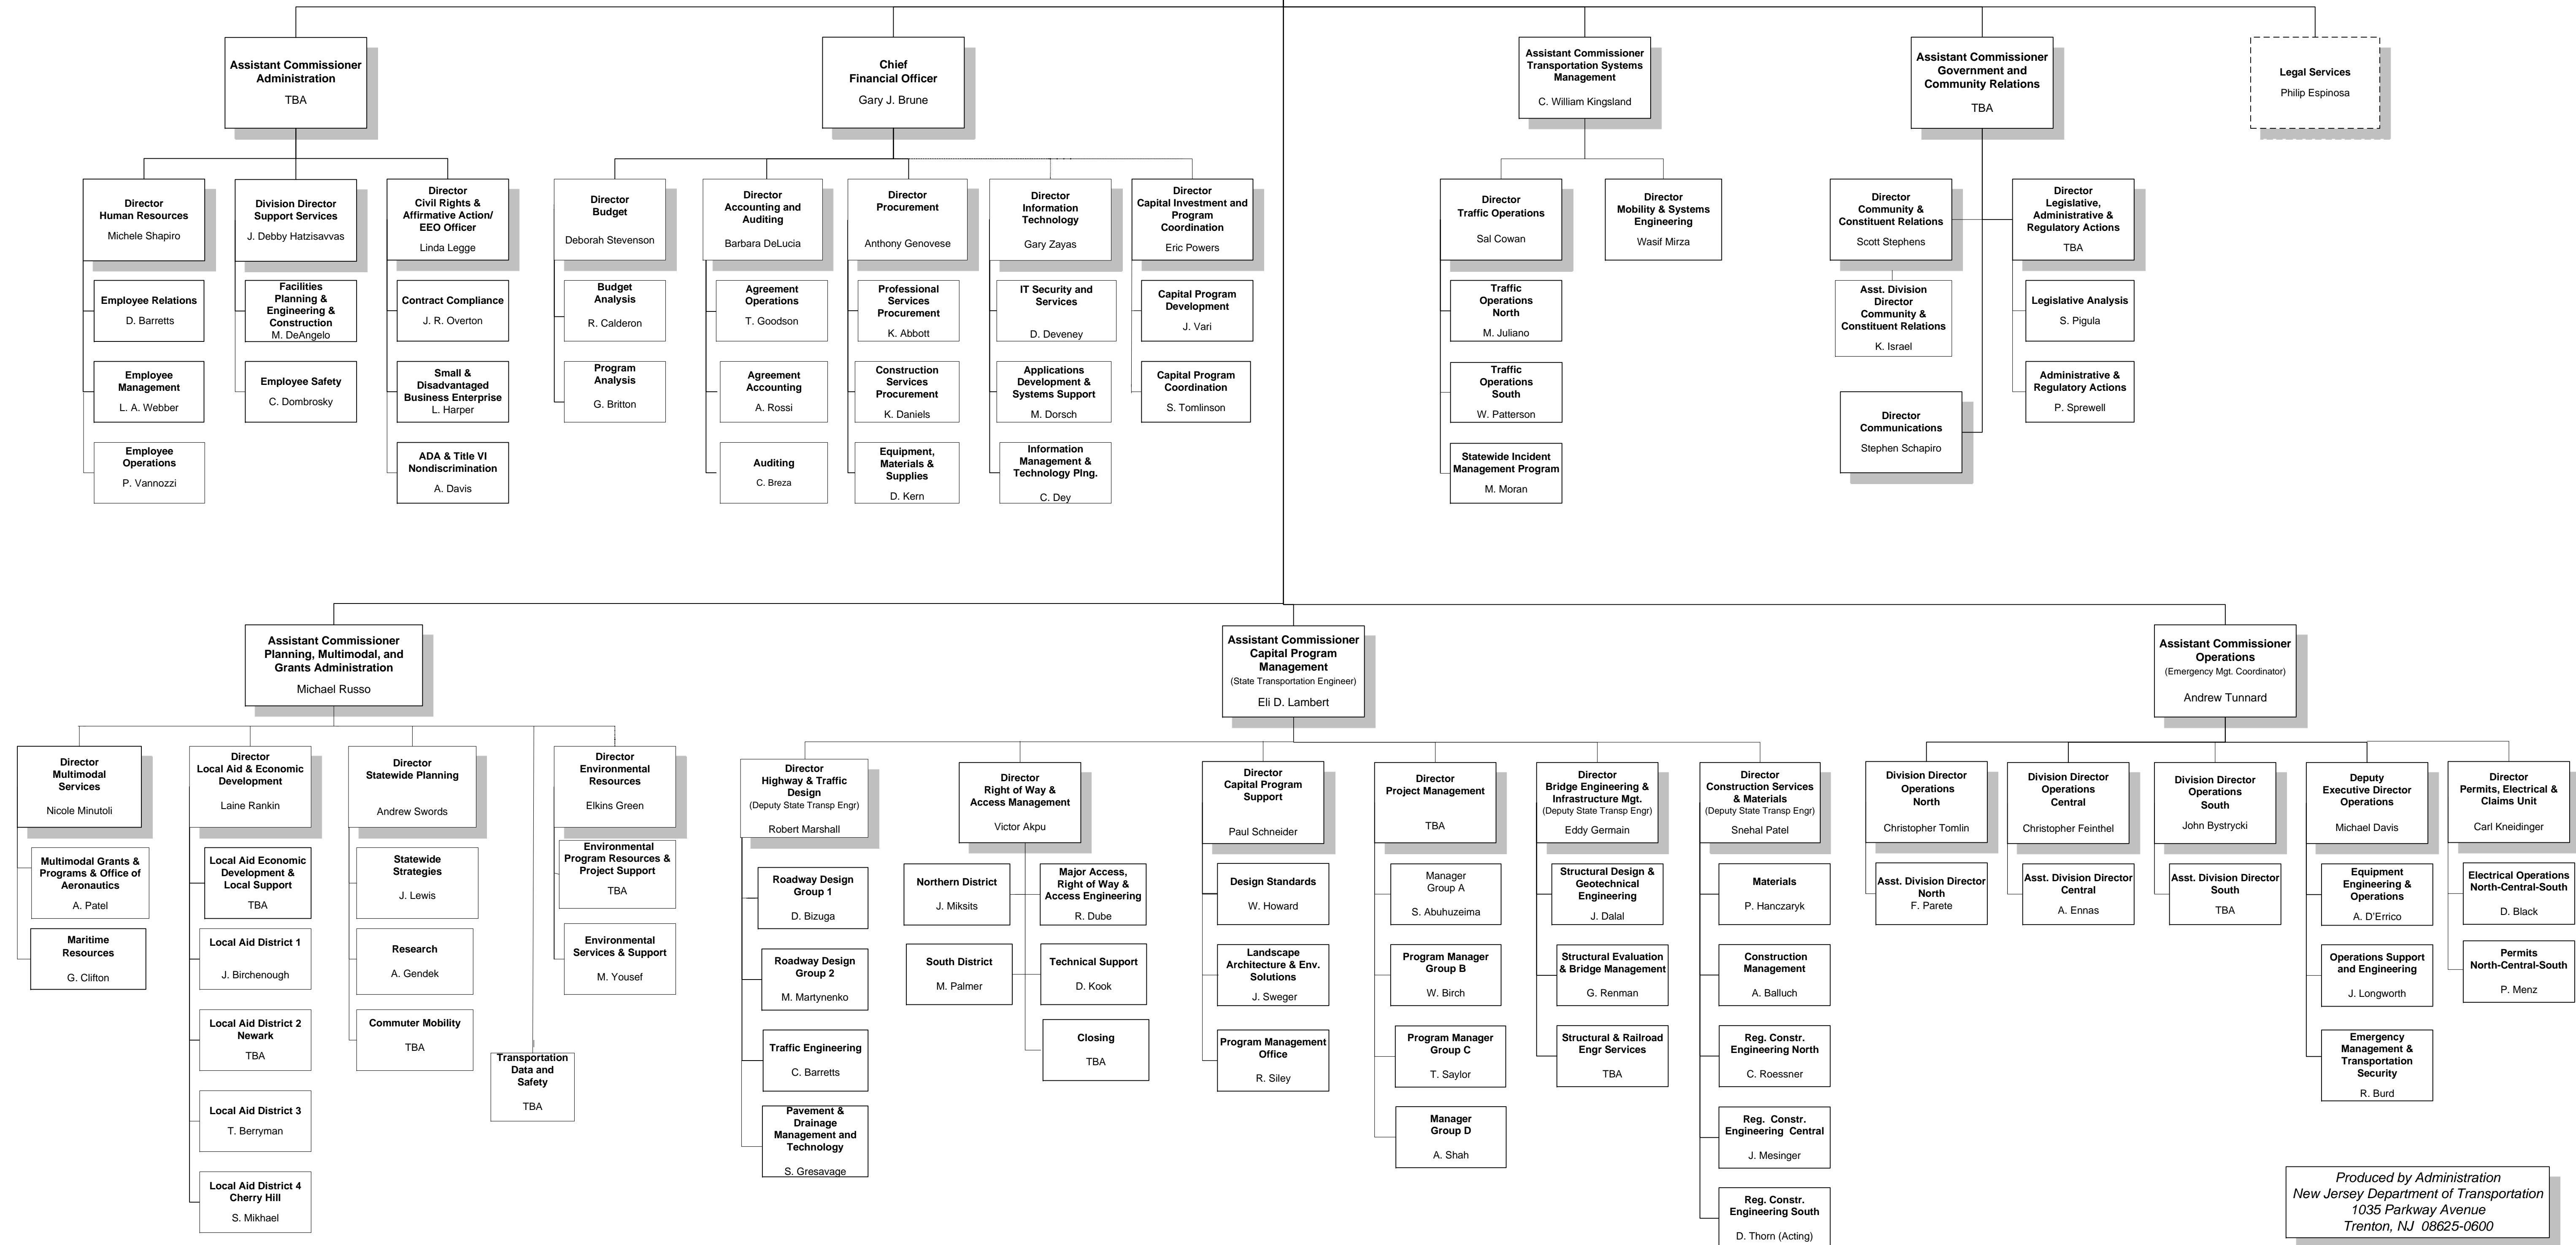 Assistant Commissioner
Administration
TBA
Chief
Financial Officer
Gary J. Brune
Assistant Commissioner
Transportation Systems
Management
C. William Kingsland
Assistant Commissioner
Government and
Community Relations
TBA
Legal Services
Philip Espinosa
Director
Human Resources
Michele Shapiro
Employee Relations
D. Barretts
Employee
Management
L. A. Webber
Employee
Operations
P. Vannozzi
Division Director
Support Services
J. Debby Hatzisavvas
Facilities
Planning &
Engineering &
Construction
M. DeAngelo
Employee Safety
C. Dombrosky
Director
Civil Rights &
Affirmative Action/
EEO Officer
Linda Legge
Contract Compliance
J. R. Overton
Small &
Disadvantaged
Business Enterprise
L. Harper
ADA & Title VI
Nondiscrimination
A. Davis
Director
Budget
Deborah Stevenson
Budget
Analysis
R. Calderon
Program
Analysis
G. Britton
Director
Accounting and
Auditing
Barbara DeLucia
Agreement
Operations
T. Goodson
Agreement
Accounting
A. Rossi
Auditing
C. Breza
Director
Procurement
Anthony Genovese
Professional
Services
Procurement
K. Abbott
Construction
Services
Procurement
K. Daniels
Equipment,
Materials &
Supplies
D. Kern
Director
Information
Technology
Gary Zayas
IT Security and
Services
D. Deveney
Applications
Development &
Systems Support
M. Dorsch
Information
Management &
Technology Plng.
C. Dey
Director
Capital Investment and
Program
Coordination
Eric Powers
Capital Program
Development
J. Vari
Capital Program
Coordination
S. Tomlinson
Director
Traffic Operations
Sal Cowan
Traffic
Operations
North
M. Juliano
Traffic
Operations
South
W. Patterson
Statewide Incident
Management Program
M. Moran
Director
Mobility & Systems
Engineering
Wasif Mirza
Director
Community &
Constituent Relations
Scott Stephens
Asst. Division
Director
Community &
Constituent Relations
K. Israel
Director
Communications
Stephen Schapiro
Director
Legislative,
Administrative &
Regulatory Actions
TBA
Legislative Analysis
S. Pigula
Administrative &
Regulatory Actions
P. Sprewell
Assistant Commissioner
Planning, Multimodal, and
Grants Administration
Michael Russo
Assistant Commissioner
Capital Program
Management
(State Transportation Engineer)
Eli D. Lambert
Assistant Commissioner
Operations
(Emergency Mgt. Coordinator)
Andrew Tunnard
Director
Multimodal
Services
Nicole Minutoli
Multimodal Grants &
Programs & Office of
Aeronautics
A. Patel
Maritime
Resources
G. Clifton
Director
Local Aid & Economic
Development
Laine Rankin
Local Aid Economic
Development &
Local Support
TBA
Local Aid District 1
J. Birchenough
Local Aid District 2
Newark
TBA
Local Aid District 3
T. Berryman
Local Aid District 4
Cherry Hill
S. Mikhael
Director
Statewide Planning
Andrew Swords
Statewide
Strategies
J. Lewis
Research
A. Gendek
Commuter Mobility
TBA
Transportation
Data and
Safety
TBA
Director
Environmental
Resources
Elkins Green
Environmental
Program Resources &
Project Support
TBA
Environmental
Services & Support
M. Yousef
Director
Highway & Traffic
Design
(Deputy State Transp Engr)
Robert Marshall
Roadway Design
Group 1
D. Bizuga
Roadway Design
Group 2
M. Martynenko
Traffic Engineering
C. Barretts
Pavement &
Drainage
Management and
Technology
S. Gresavage
Director
Right of Way &
Access Management
Victor Akpu
Northern District
J. Miksits
South District
M. Palmer
Major Access,
Right of Way &
Access Engineering
R. Dube
Technical Support
D. Kook
Closing
TBA
Director
Capital Program
Support
Paul Schneider
Design Standards
W. Howard
Landscape
Architecture & Env.
Solutions
J. Sweger
Program Management
Office
R. Siley
Director
Project Management
TBA
Manager
Group A
S. Abuhuzeima
Program Manager
Group B
W. Birch
Program Manager
Group C
T. Saylor
Manager
Group D
A. Shah
Director
Bridge Engineering &
Infrastructure Mgt.
(Deputy State Transp Engr)
Eddy Germain
Structural Design &
Geotechnical
Engineering
J. Dalal
Structural Evaluation
& Bridge Management
G. Renman
Structural & Railroad
Engr Services
TBA
Director
Construction Services
& Materials
(Deputy State Transp Engr)
Snehal Patel
Materials
P. Hanczaryk
Construction
Management
A. Balluch
Reg. Constr.
Engineering North
C. Roessner
Reg. Constr.
Engineering Central
J. Mesinger
Reg. Constr.
Engineering South
D. Thorn (Acting)
Division Director
Operations
North
Christopher Tomlin
Asst. Division Director
North
F. Parete
Division Director
Operations
Central
Christopher Feinthel
Asst. Division Director
Central
A. Ennas
Division Director
Operations
South
John Bystrycki
Asst. Division Director
South
TBA
Deputy
Executive Director
Operations
Michael Davis
Equipment
Engineering &
Operations
A. D'Errico
Operations Support
and Engineering
J. Longworth
Emergency
Management &
Transportation
Security
R. Burd
Director
Permits, Electrical &
Claims Unit
Carl Kneidinger
Electrical Operations
North-Central-South
D. Black
Permits
North-Central-South
P. Menz
Produced by Administration
New Jersey Department of Transportation
1035 Parkway Avenue
Trenton, NJ 08625-0600